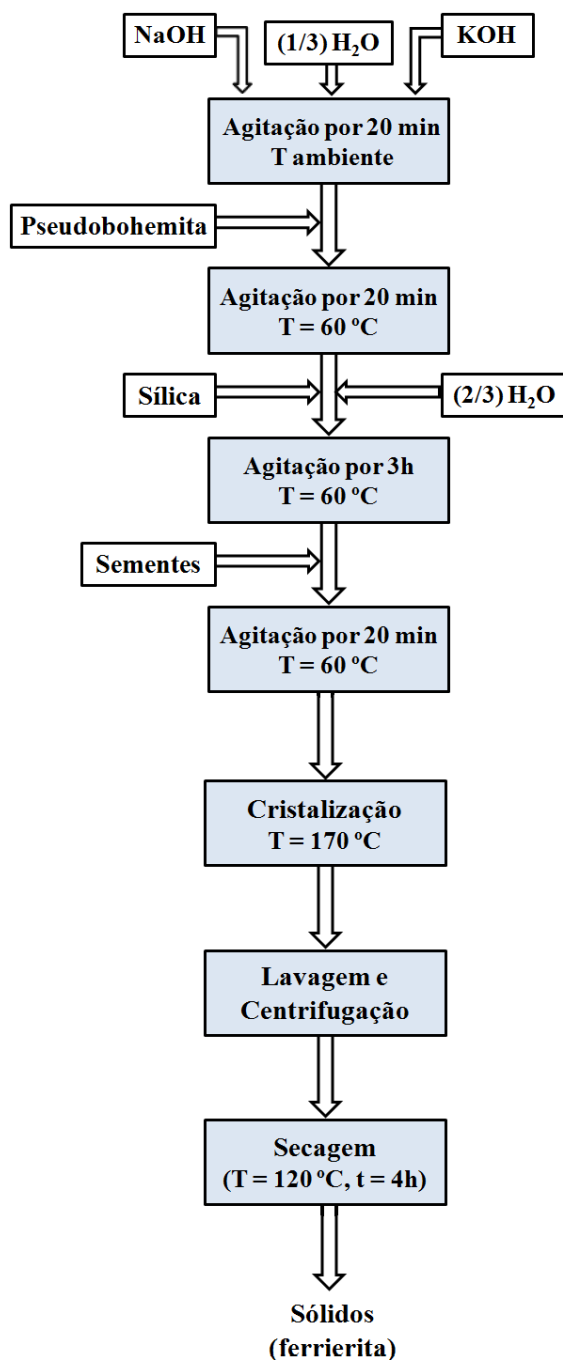 NaOH
(1/3) H₂O
KOH
Agitação por 20 min
T ambiente
Pseudobohemita
Agitação por 20 min
T = 60 ºC
Sílica
(2/3) H₂O
Agitação por 3h
T = 60 ºC
Sementes
Agitação por 20 min
T = 60 ºC
Cristalização
T = 170 ºC
Lavagem e
Centrifugação
Secagem
(T = 120 ºC, t = 4h)
Sólidos
(ferrierita)